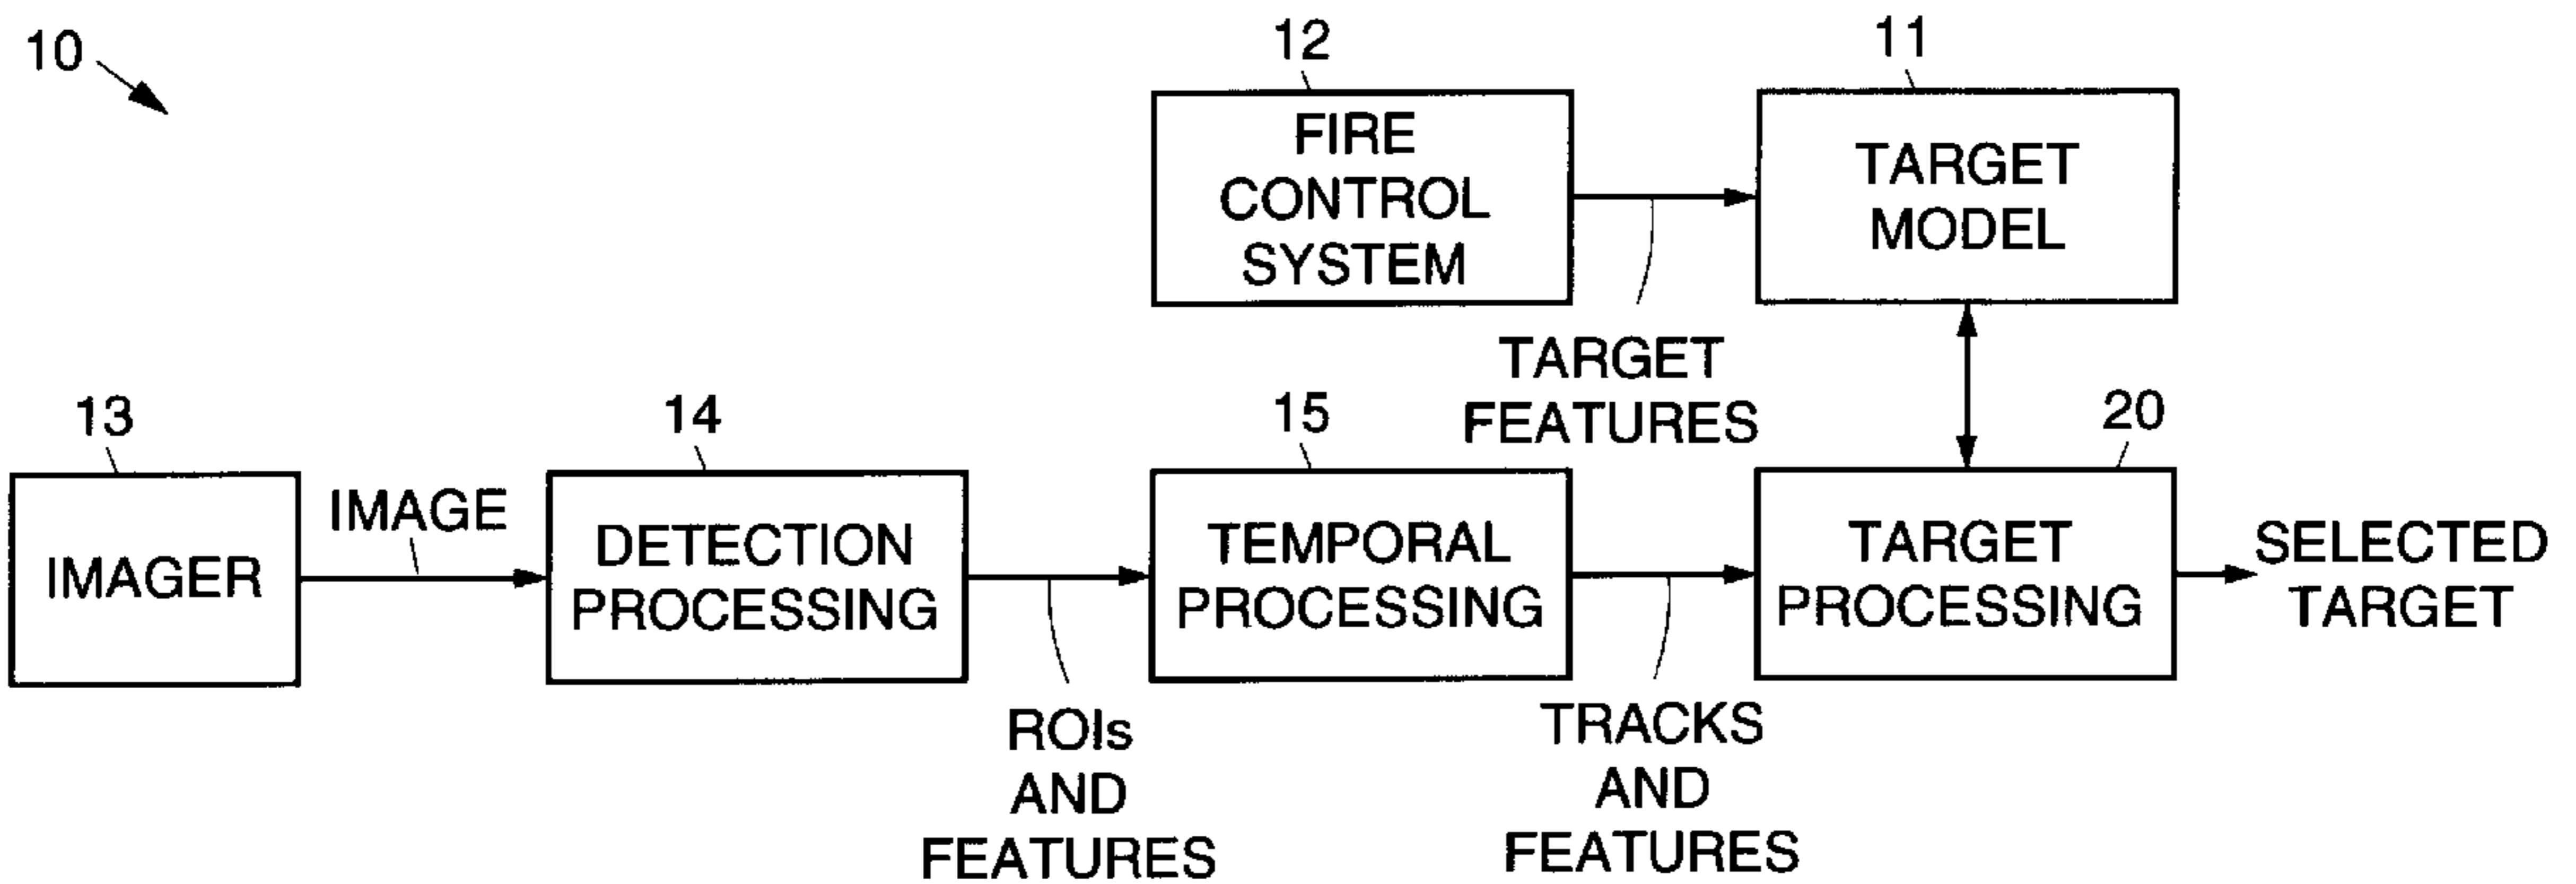 10
12
11
FIRE
CONTROL
SYSTEM
TARGET
MODEL
TARGET
FEATURES
13
14
15
20
IMAGER
IMAGE
DETECTION
PROCESSING
TEMPORAL
PROCESSING
TARGET
PROCESSING
SELECTED
TARGET
ROIs
AND
FEATURES
TRACKS
AND
FEATURES